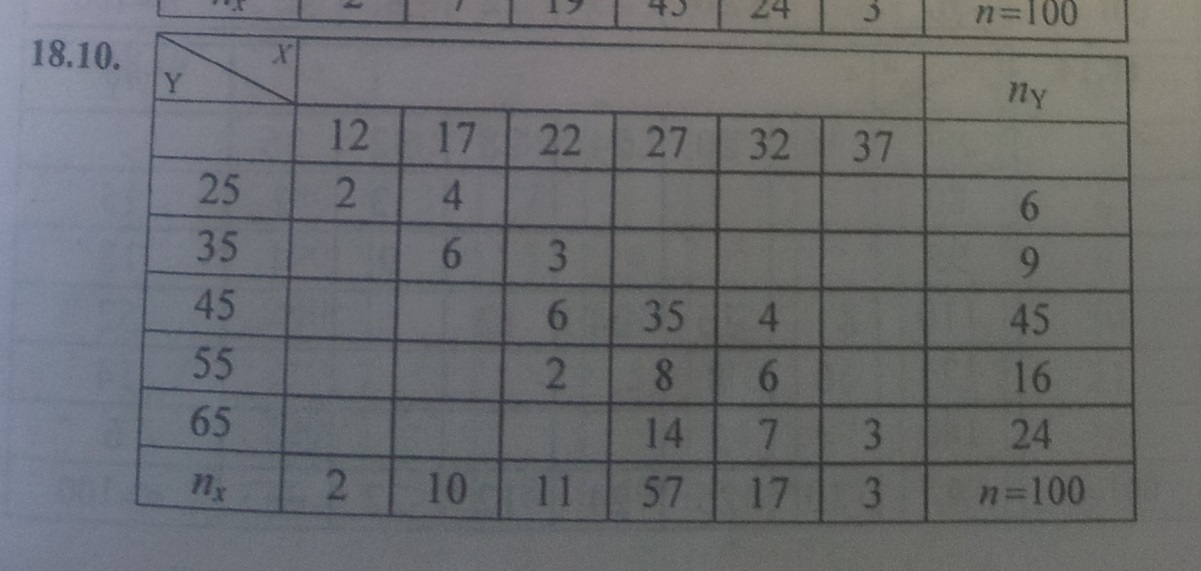 n=100
18.10.
X
Y n_Y
12 17 22 27 32 37
25 2 4 6
35 6 3 9
45 6 35 4 45
55 2 8 6 16
65 14 7 3 24
n_x 2 10 11 57 17 3 n=100